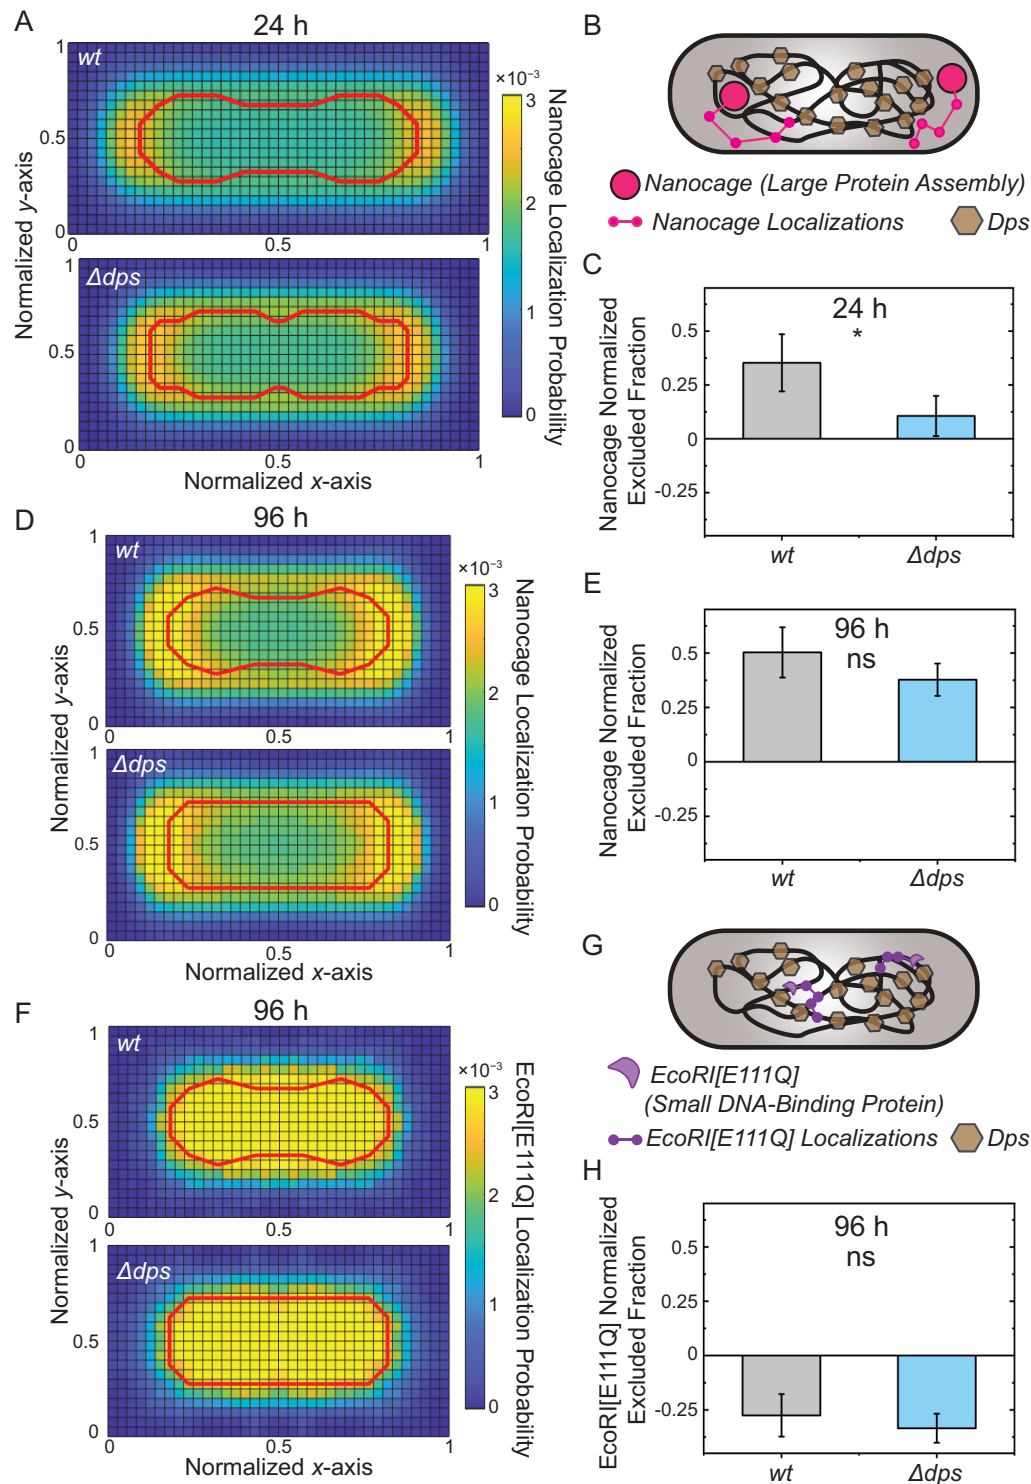 A
24 h
wt
Normalized y-axis
1
0.5
0
0
0.5
1
Δdps
1
0.5
0
0
0.5
1
Normalized x-axis
×10⁻³
3
2
1
0
Nanocage Localization Probability
B
Nanocage (Large Protein Assembly)
Nanocage Localizations
Dps
C
24 h
*
Nanocage Normalized
Excluded Fraction
0.5
0.25
0
-0.25
wt
Δdps
D
96 h
wt
Normalized y-axis
1
0.5
0
0
0.5
1
Δdps
1
0.5
0
0
0.5
1
Normalized x-axis
×10⁻³
3
2
1
0
Nanocage Localization Probability
E
96 h
ns
Nanocage Normalized
Excluded Fraction
0.5
0.25
0
-0.25
wt
Δdps
F
96 h
wt
Normalized y-axis
1
0.5
0
0
0.5
1
Δdps
1
0.5
0
0
0.5
1
Normalized x-axis
×10⁻³
3
2
1
0
EcoRI[E111Q] Localization Probability
G
EcoRI[E111Q]
(Small DNA-Binding Protein)
EcoRI[E111Q] Localizations
Dps
H
96 h
ns
EcoRI[E111Q] Normalized
Excluded Fraction
0.5
0.25
0
-0.25
wt
Δdps